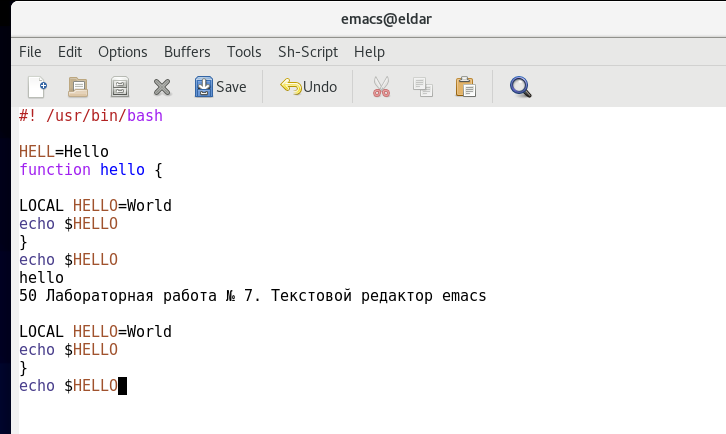 emacs@eldar
File Edit Options Buffers Tools Sh-Script Help
Save Undo
#! /usr/bin/bash
HELL=Hello
function hello {
LOCAL HELLO=World
echo $HELLO
}
echo $HELLO
hello
50 Лабораторная работа № 7. Текстовой редактор emacs
LOCAL HELLO=World
echo $HELLO
}
echo $HELLO